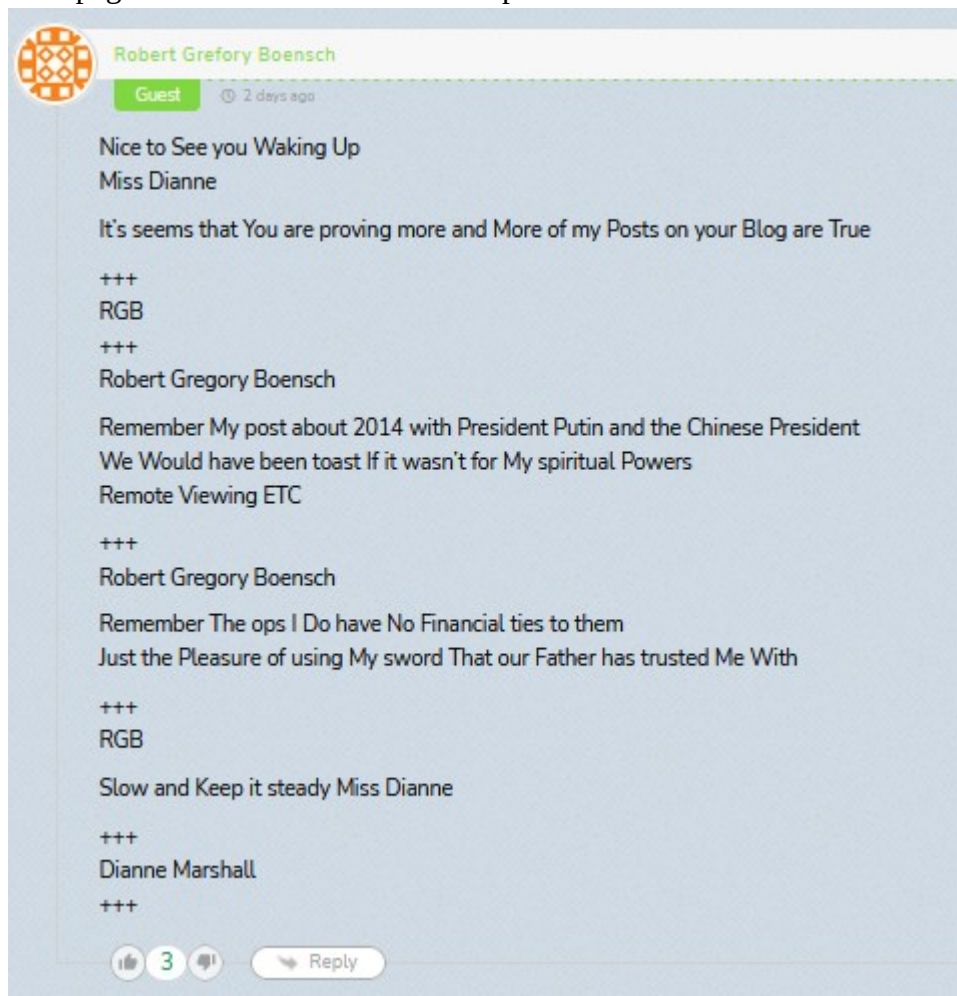 Robert Grefory Boensch
Guest
2 days ago
Nice to See you Waking Up
Miss Dianne
It's seems that You are proving more and More of my Posts on your Blog are True
+++
RGB
+++
Robert Gregory Boensch
Remember My post about 2014 with President Putin and the Chinese President
We Would have been toast If it wasn't for My spiritual Powers
Remote Viewing ETC
+++
Robert Gregory Boensch
Remember The ops I Do have No Financial ties to them
Just the Pleasure of using My sword That our Father has trusted Me With
+++
RGB
Slow and Keep it steady Miss Dianne
+++
Dianne Marshall
+++
3
Reply